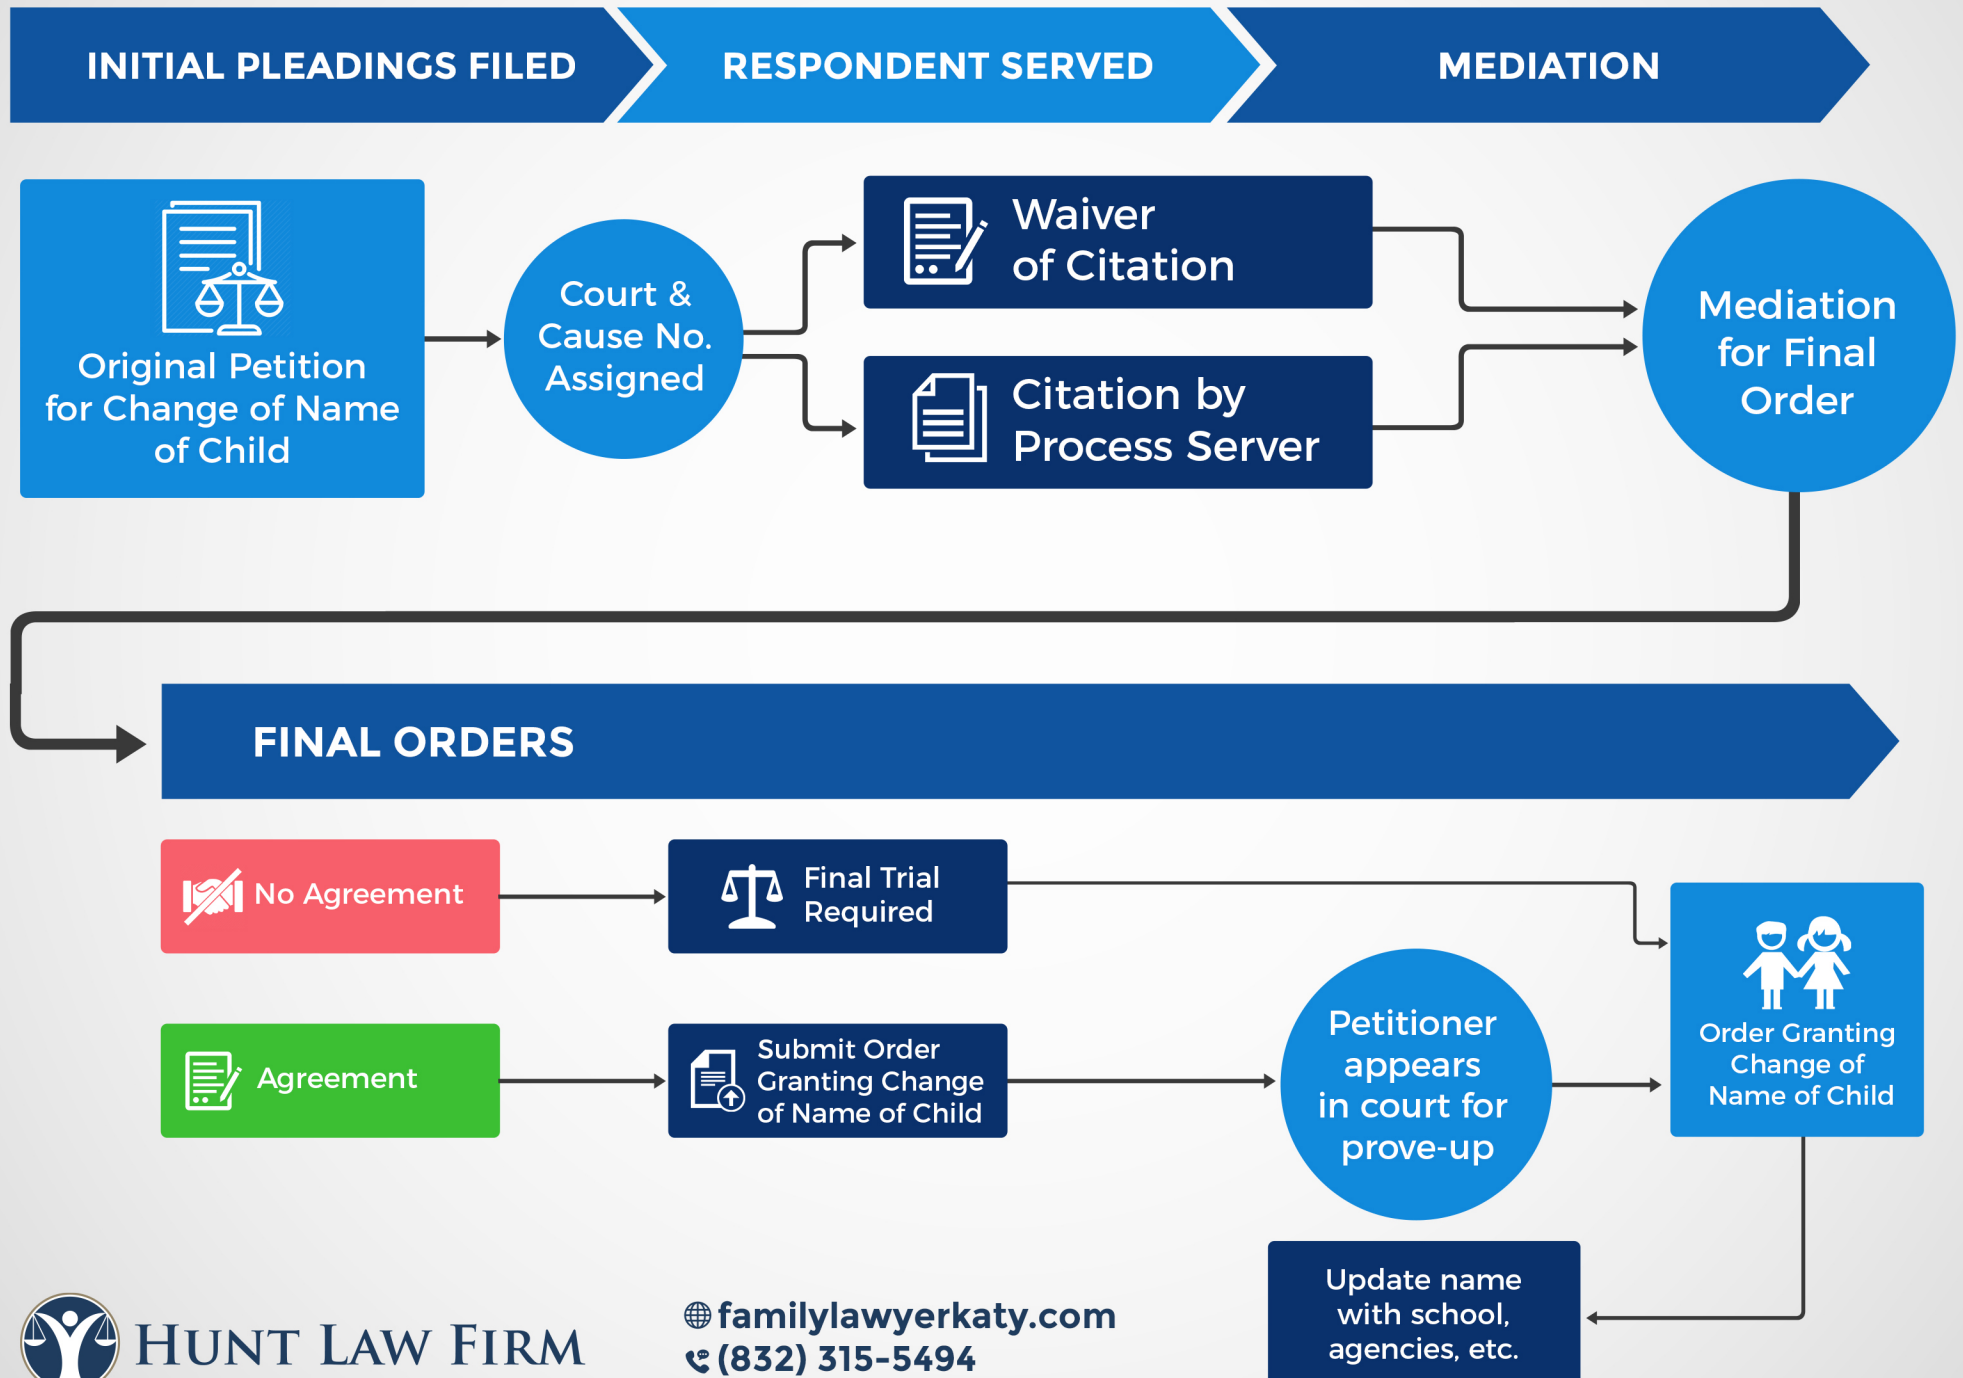 INITIAL PLEADINGS FILED
RESPONDENT SERVED
MEDIATION
Original Petition
for Change of Name
of Child
Court &
Cause No.
Assigned
Waiver
of Citation
Citation by
Process Server
Mediation
for Final
Order
FINAL ORDERS
No Agreement
Final Trial
Required
Agreement
Submit Order
Granting Change
of Name of Child
Petitioner
appears
in court for
prove-up
Order Granting
Change of
Name of Child
Update name
with school,
agencies, etc.
HUNT LAW FIRM
familylawyerkaty.com
(832) 315-5494